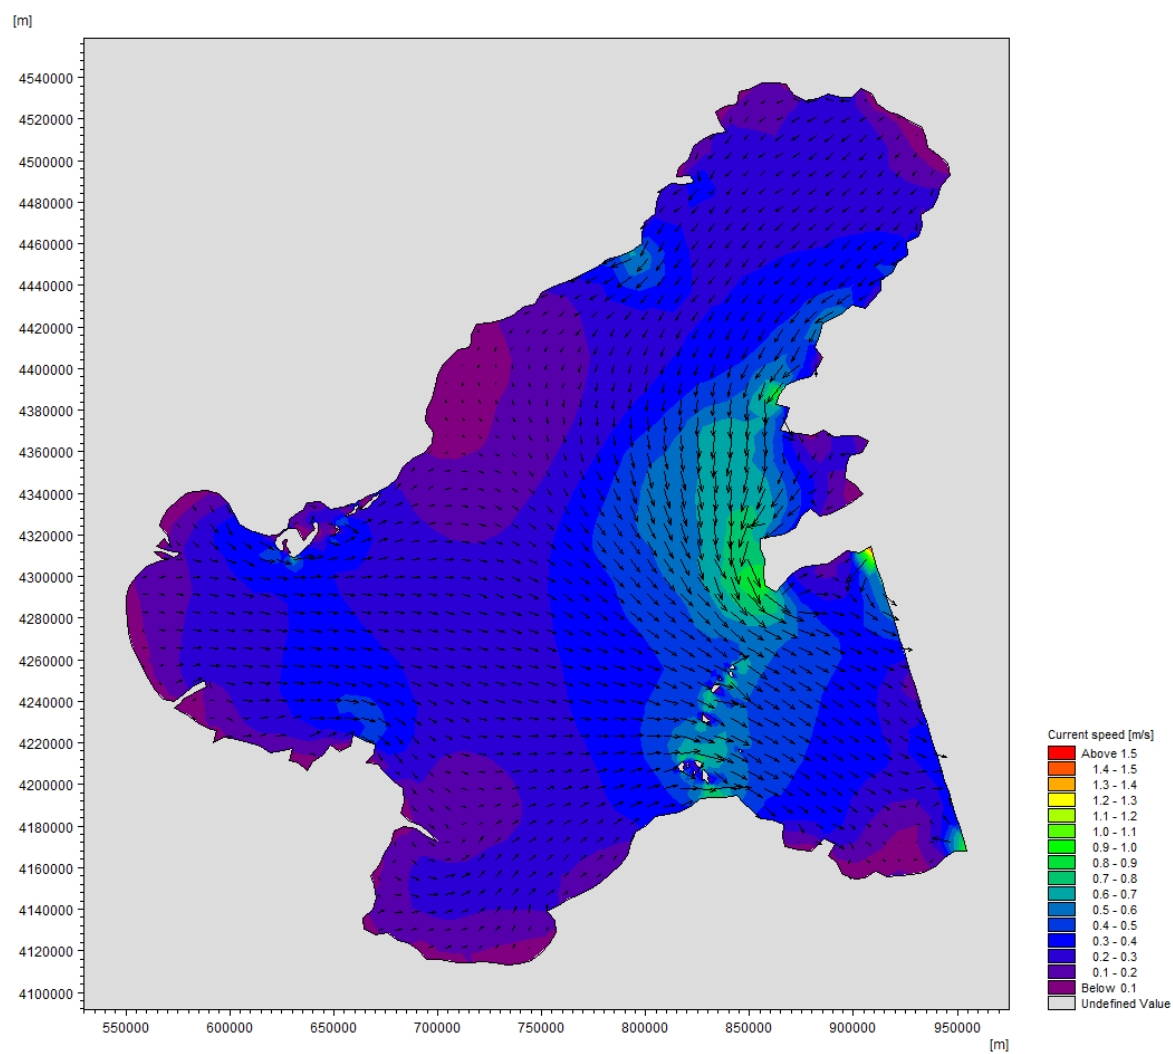 [m]
4540000
4520000
4500000
4480000
4460000
4440000
4420000
4400000
4380000
4360000
4340000
4320000
4300000
4280000
4260000
4240000
4220000
4200000
4180000
4160000
4140000
4120000
4100000
550000 600000 650000 700000 750000 800000 850000 900000 950000
[m]
Current speed [m/s]
Above 1.5
1.4 - 1.5
1.3 - 1.4
1.2 - 1.3
1.1 - 1.2
1.0 - 1.1
0.9 - 1.0
0.8 - 0.9
0.7 - 0.8
0.6 - 0.7
0.5 - 0.6
0.4 - 0.5
0.3 - 0.4
0.2 - 0.3
0.1 - 0.2
Below 0.1
Undefined Value